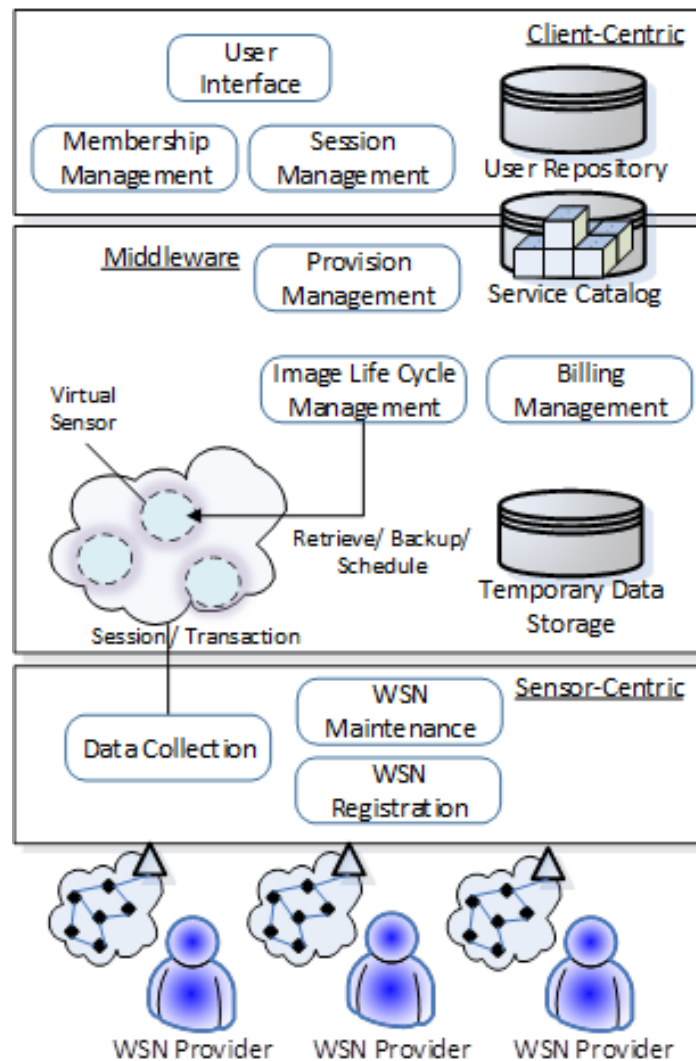 Client-Centric
User
Interface
Membership
Management
Session
Management
User Repository
Middleware
Provision
Management
Service Catalog
Image Life Cycle
Management
Billing
Management
Virtual
Sensor
Retrieve/ Backup/
Schedule
Temporary Data
Storage
Session / Transaction
Sensor-Centric
WSN
Maintenance
Data Collection
WSN
Registration
WSN Provider
WSN Provider
WSN Provider